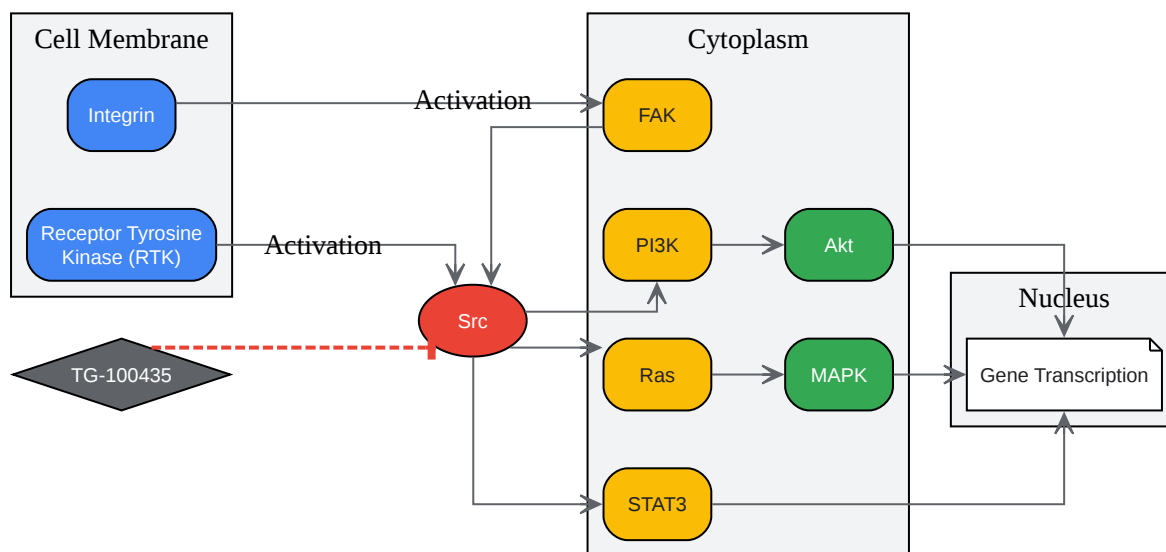 Cell Membrane
Cytoplasm
Integrin
Activation
FAK
Receptor Tyrosine
Kinase (RTK)
Activation
PI3K
Akt
Nucleus
Src
TG-100435
Ras
MAPK
Gene Transcription
STAT3